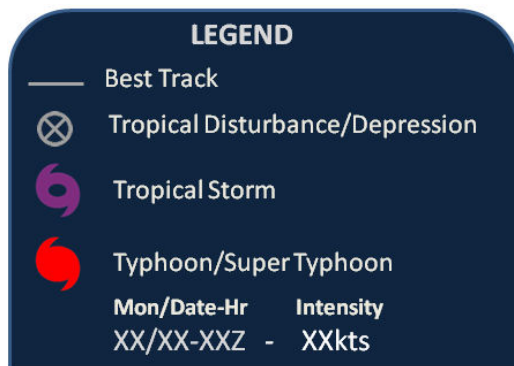 LEGEND
Best Track
Tropical Disturbance/Depression
Tropical Storm
Typhoon/Super Typhoon
Mon/Date-Hr Intensity
XX/XX-XXZ - XXkts